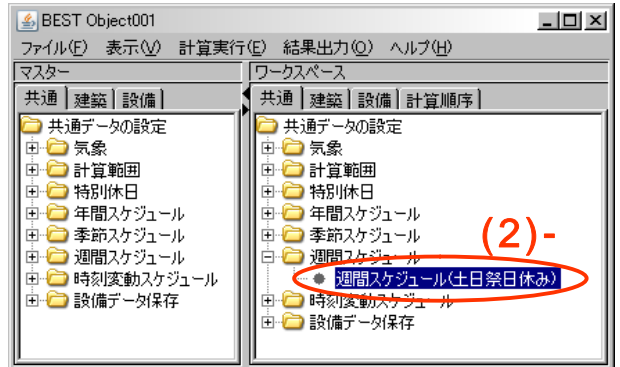 BEST Object001
ファイル(F) 表示(V) 計算実行(E) 結果出力(O) ヘルプ(H)
マスター
共通 建築 設備
共通データの設定
気象
計算範囲
特別休日
年間スケジュール
季節スケジュール
週間スケジュール
時刻変動スケジュール
設備データ保存
ワークスペース
共通 建築 設備 計算順序
共通データの設定
気象
計算範囲
特別休日
年間スケジュール
季節スケジュール
週間スケジュール
週間スケジュール(土日祭日休み)
時刻変動スケジュール
設備データ保存
(2)-